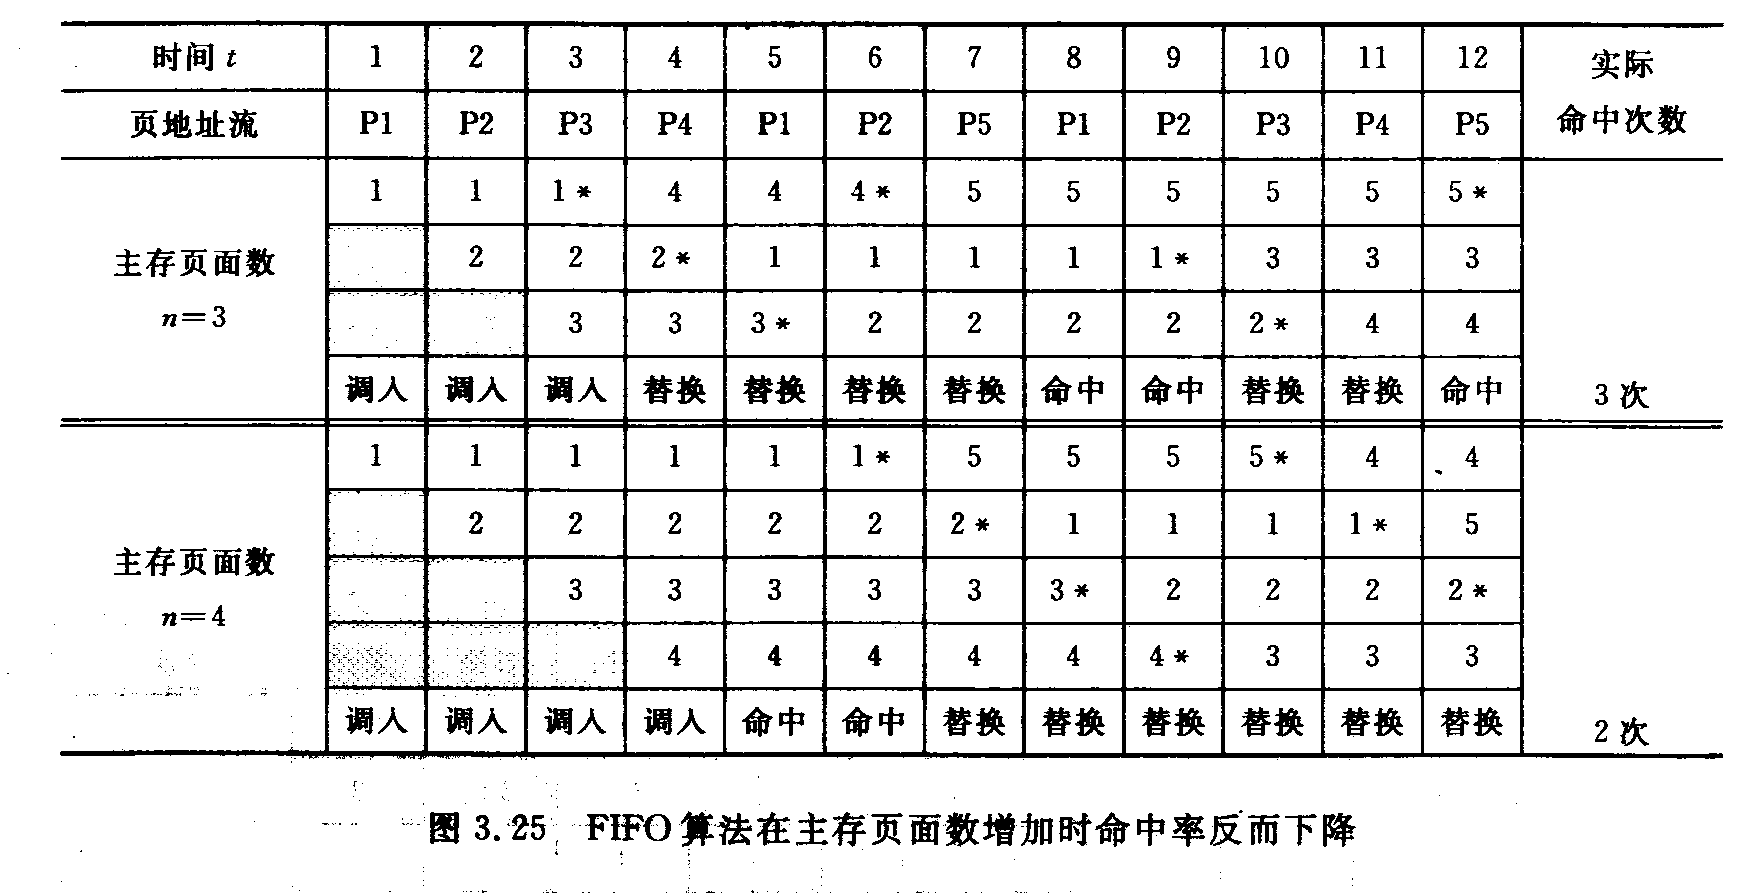 时间 t 1 2 3 4 5 6 7 8 9 10 11 12 实际
页地址流 P1 P2 P3 P4 P1 P2 P5 P1 P2 P3 P4 P5 命中次数
1 1 1* 4 4 4* 5 5 5 5 5 5*
主存页面数 2 2 2* 1 1 1 1 1* 3 3 3
n=3 3 3 3* 2 2 2 2 2* 4 4
调入 调入 调入 替换 替换 替换 替换 命中 命中 替换 替换 命中 3次
1 1 1 1 1 1* 5 5 5 5* 4 4
2 2 2 2 2 2* 1 1 1 1* 5
主存页面数 3 3 3 3 3 3* 2 2 2 2*
n=4 4 4 4 4 4 4* 3 3 3
调入 调入 调入 调入 命中 命中 替换 替换 替换 替换 替换 替换 2次
图 3.25 FIFO 算法在主存页面数增加时命中率反而下降